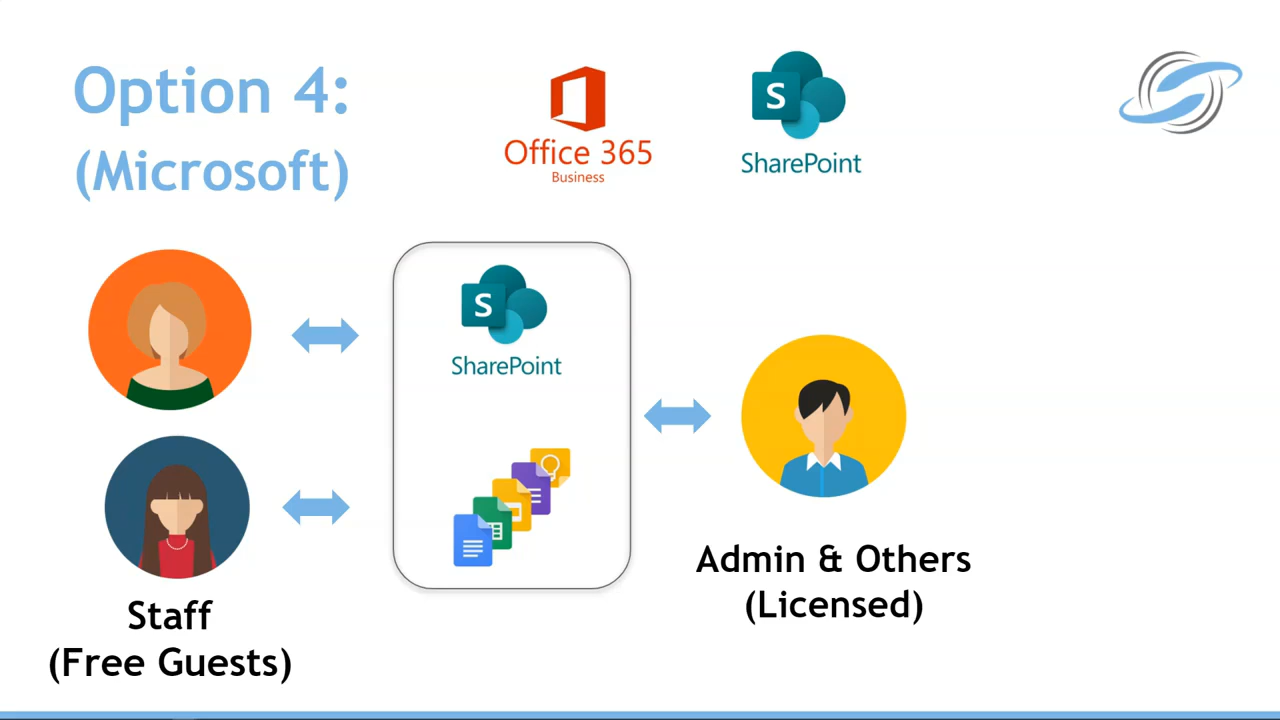 Option 4:
(Microsoft)
Office 365
Business
S
SharePoint
S
SharePoint
Staff
(Free Guests)
Admin & Others
(Licensed)